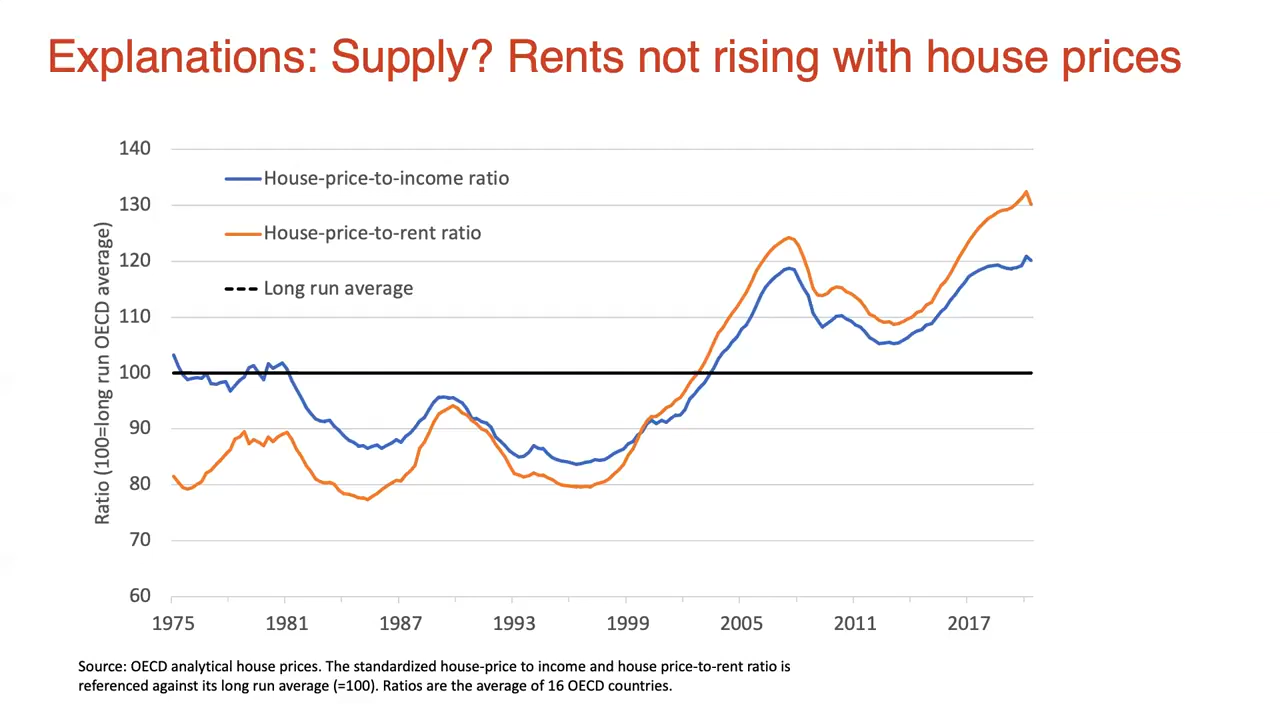 Explanations: Supply? Rents not rising with house prices
140
130
120
110
100
90
80
70
60
Ratio (100=long run OECD average)
House-price-to-income ratio
House-price-to-rent ratio
Long run average
1975 1981 1987 1993 1999 2005 2011 2017
Source: OECD analytical house prices. The standardized house-price to income and house price-to-rent ratio is
referenced against its long run average (=100). Ratios are the average of 16 OECD countries.